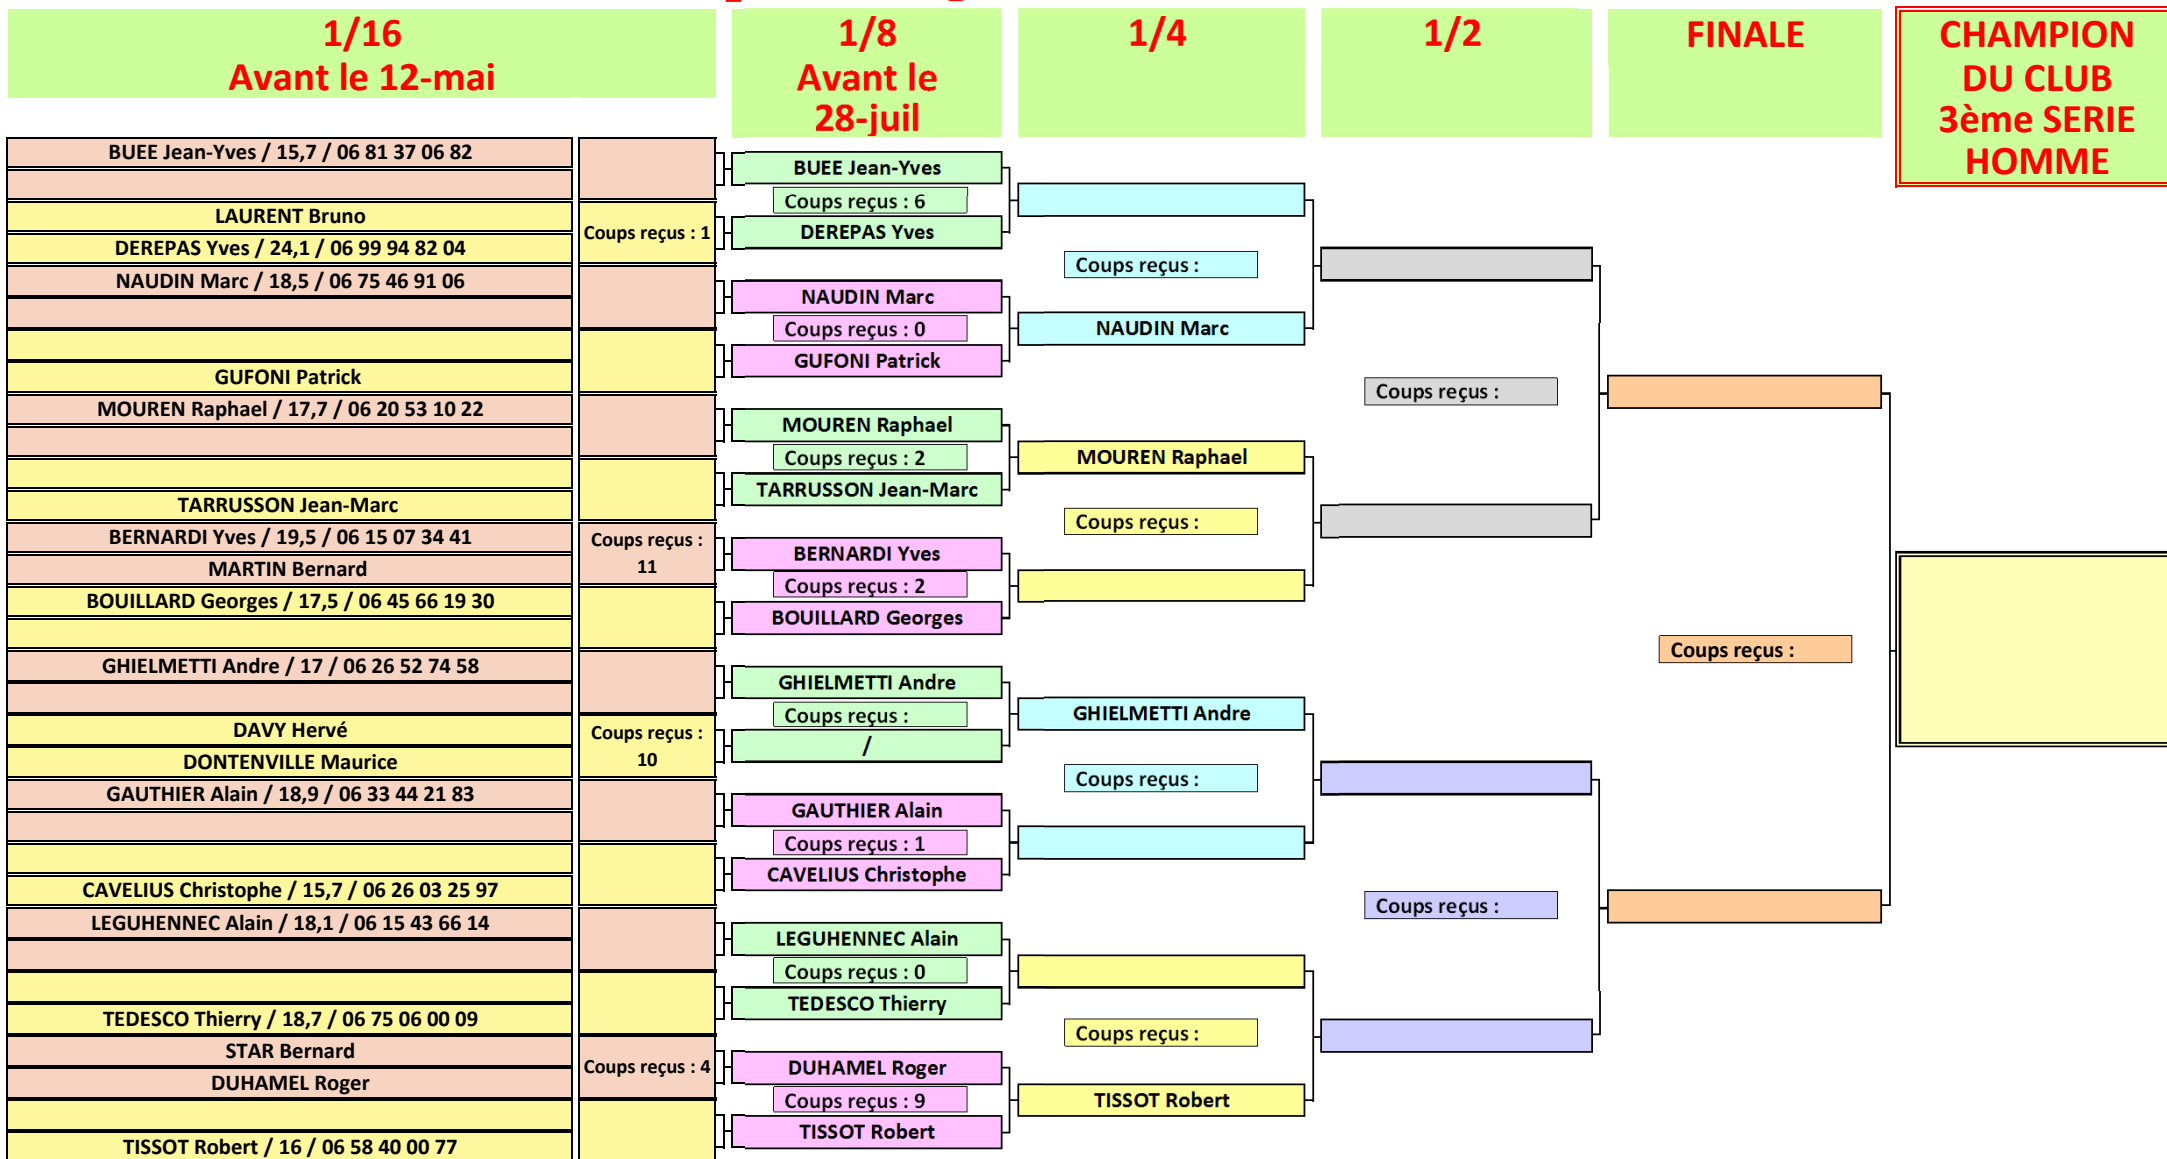 1/16
Avant le 12-mai
1/8
Avant le
28-juil
1/4
1/2
FINALE
CHAMPION
DU CLUB
3ème SERIE
HOMME
BUEE Jean-Yves / 15,7 / 06 81 37 06 82
LAURENT Bruno
DEREPAS Yves / 24,1 / 06 99 94 82 04
Coups reçus : 1
NAUDIN Marc / 18,5 / 06 75 46 91 06
GUFONI Patrick
MOUREN Raphael / 17,7 / 06 20 53 10 22
TARRUSSON Jean-Marc
BERNARDI Yves / 19,5 / 06 15 07 34 41
MARTIN Bernard
Coups reçus :
11
BOUILLARD Georges / 17,5 / 06 45 66 19 30
GHIELMETTI Andre / 17 / 06 26 52 74 58
DAVY Hervé
DONTENVILLE Maurice
Coups reçus :
10
GAUTHIER Alain / 18,9 / 06 33 44 21 83
CAVELIUS Christophe / 15,7 / 06 26 03 25 97
LEGUHENNEC Alain / 18,1 / 06 15 43 66 14
TEDESCO Thierry / 18,7 / 06 75 06 00 09
STAR Bernard
DUHAMEL Roger
Coups reçus : 4
TISSOT Robert / 16 / 06 58 40 00 77
BUEE Jean-Yves
Coups reçus : 6
DEREPAS Yves
NAUDIN Marc
Coups reçus : 0
GUFONI Patrick
MOUREN Raphael
Coups reçus : 2
TARRUSSON Jean-Marc
BERNARDI Yves
Coups reçus : 2
BOUILLARD Georges
GHIELMETTI Andre
Coups reçus :
/
GAUTHIER Alain
Coups reçus : 1
CAVELIUS Christophe
LEGUHENNEC Alain
Coups reçus : 0
TEDESCO Thierry
DUHAMEL Roger
Coups reçus : 9
TISSOT Robert
Coups reçus :
NAUDIN Marc
MOUREN Raphael
Coups reçus :
GHIELMETTI Andre
Coups reçus :
Coups reçus :
TISSOT Robert
Coups reçus :
Coups reçus :
Coups reçus :